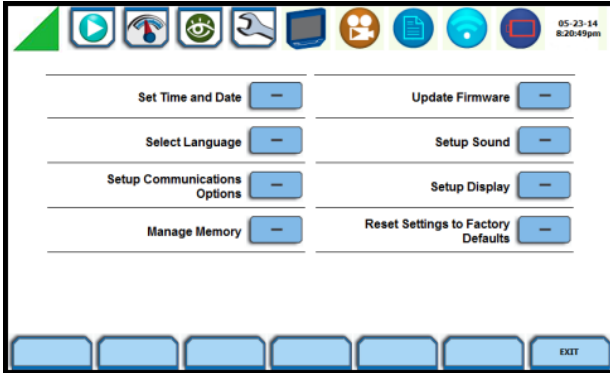 05-23-14
8:20:49pm
Set Time and Date
Update Firmware
Select Language
Setup Sound
Setup Communications
Options
Setup Display
Manage Memory
Reset Settings to Factory
Defaults
EXIT